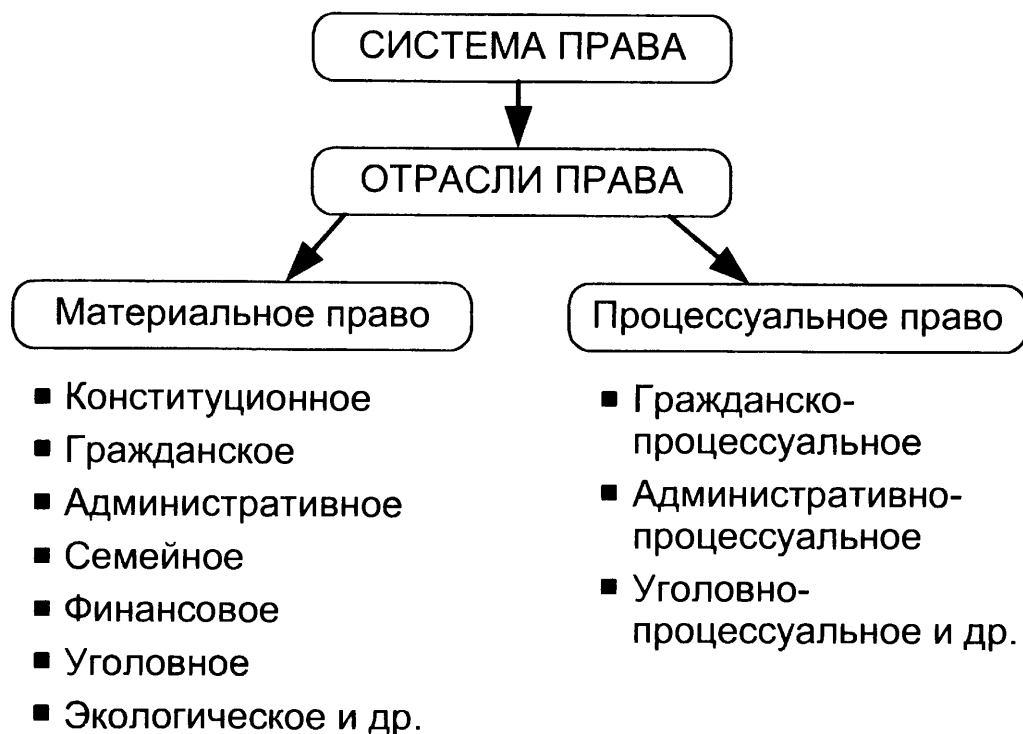 СИСТЕМА ПРАВА
ОТРАСЛИ ПРАВА
Материальное право
■ Конституционное
■ Гражданское
■ Административное
■ Семейное
■ Финансовое
■ Уголовное
■ Экологическое и др.
Процессуальное право
■ Гражданско-
процессуальное
■ Административно-
процессуальное
■ Уголовно-
процессуальное и др.